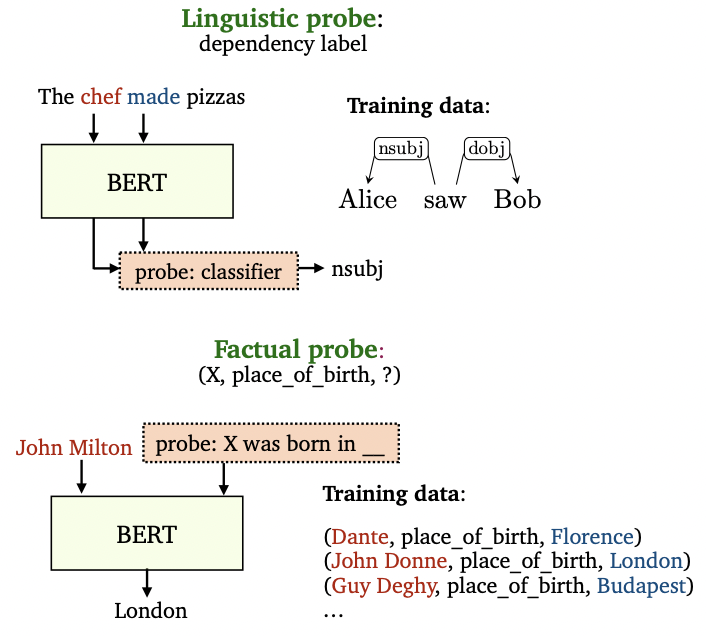 Linguistic probe:
dependency label
The chef made pizzas
BERT
probe: classifier
nsubj
Training data:
nsubj
dobj
Alice saw Bob
Factual probe:
(X, place_of_birth, ?)
John Milton
probe: X was born in __
BERT
London
Training data:
(Dante, place_of_birth, Florence)
(John Donne, place_of_birth, London)
(Guy Deghy, place_of_birth, Budapest)
...